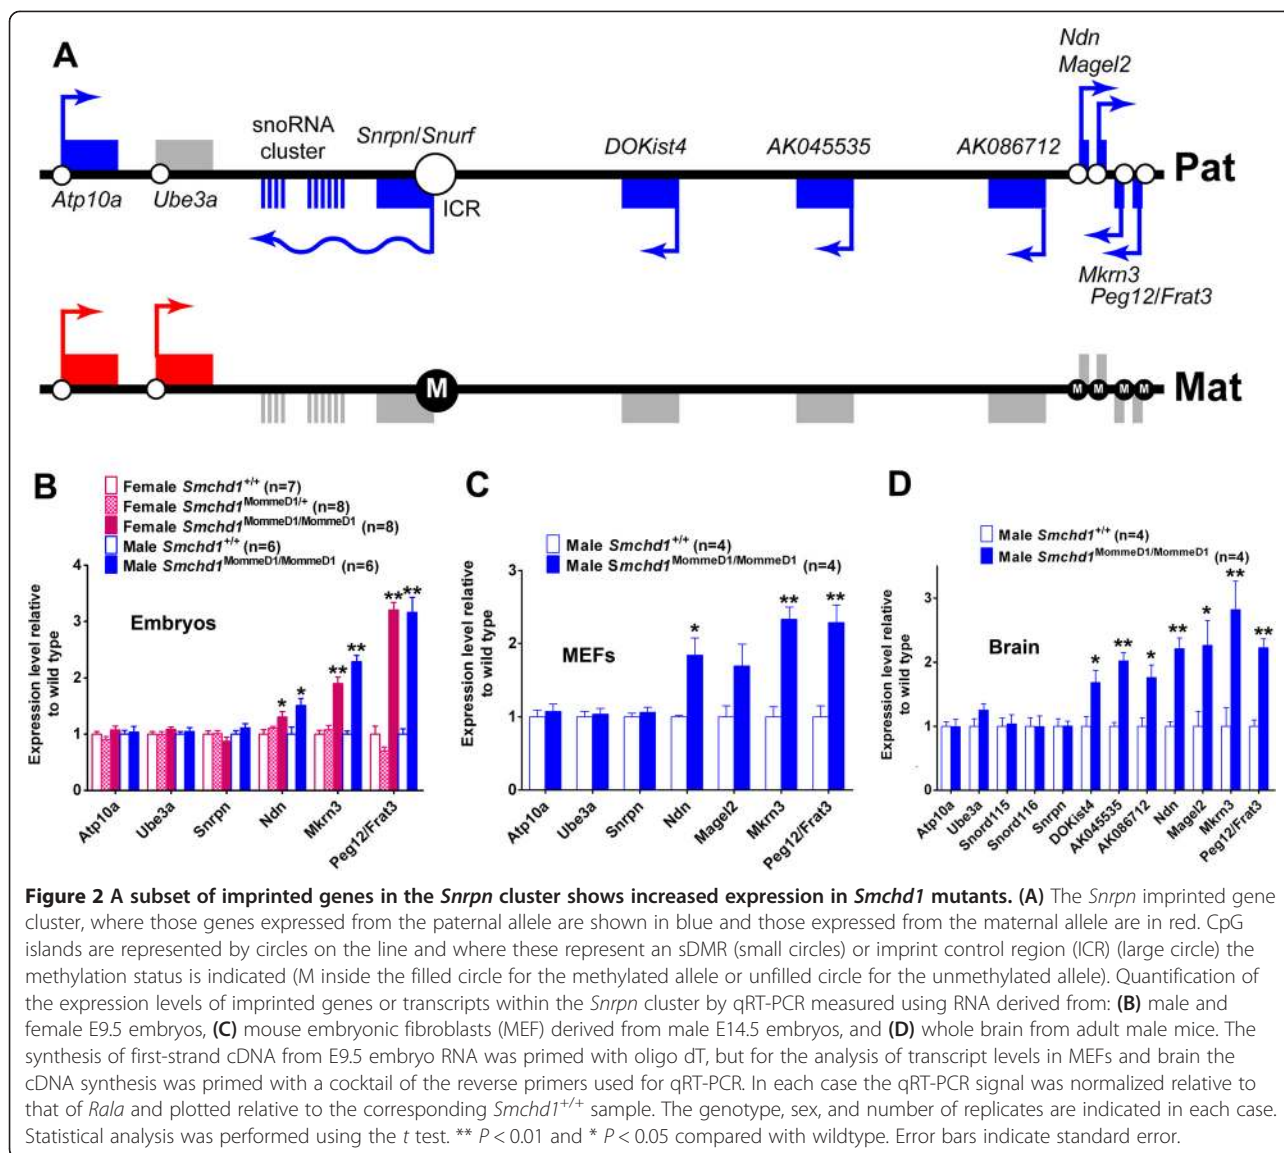 A
Ndn
Magel2
snoRNA
cluster
Snrpn/Snurf
DOKist4
AK045535
AK086712
Pat
Atp10a
Ube3a
ICR
Mkrn3
Peg12/Frat3
M
M
M
M
M
Mat
B
Female Smchd1+/+ (n=7)
Female Smchd1MommeD1/+ (n=8)
Female Smchd1MommeD1/MommeD1 (n=8)
Male Smchd1+/+ (n=6)
Male Smchd1MommeD1/MommeD1 (n=6)
Expression level relative
to wild type
4
3
2
1
0
Embryos
*
*
**
**
**
**
Atp10a
Ube3a
Snrpn
Ndn
Mkrn3
Peg12/Frat3
C
Male Smchd1+/+ (n=4)
Male Smchd1MommeD1/MommeD1 (n=4)
Expression level relative
to wild type
3
2
1
0
MEFs
*
**
**
Atp10a
Ube3a
Snrpn
Ndn
Magel2
Mkrn3
Peg12/Frat3
D
Male Smchd1+/+ (n=4)
Male Smchd1MommeD1/MommeD1 (n=4)
Expression level relative
to wild type
3
2
1
0
Brain
*
**
*
**
*
**
**
Atp10a
Ube3a
Snord115
Snord116
Snrpn
DOKist4
AK045535
AK086712
Ndn
Magel2
Mkrn3
Peg12/Frat3
Figure 2 A subset of imprinted genes in the Snrpn cluster shows increased expression in Smchd1 mutants. (A) The Snrpn imprinted gene
cluster, where those genes expressed from the paternal allele are shown in blue and those expressed from the maternal allele are in red. CpG
islands are represented by circles on the line and where these represent an sDMR (small circles) or imprint control region (ICR) (large circle) the
methylation status is indicated (M inside the filled circle for the methylated allele or unfilled circle for the unmethylated allele). Quantification of
the expression levels of imprinted genes or transcripts within the Snrpn cluster by qRT-PCR measured using RNA derived from: (B) male and
female E9.5 embryos, (C) mouse embryonic fibroblasts (MEF) derived from male E14.5 embryos, and (D) whole brain from adult male mice. The
synthesis of first-strand cDNA from E9.5 embryo RNA was primed with oligo dT, but for the analysis of transcript levels in MEFs and brain the
cDNA synthesis was primed with a cocktail of the reverse primers used for qRT-PCR. In each case the qRT-PCR signal was normalized relative to
that of Rala and plotted relative to the corresponding Smchd1+/+ sample. The genotype, sex, and number of replicates are indicated in each case.
Statistical analysis was performed using the t test. ** P < 0.01 and * P < 0.05 compared with wildtype. Error bars indicate standard error.